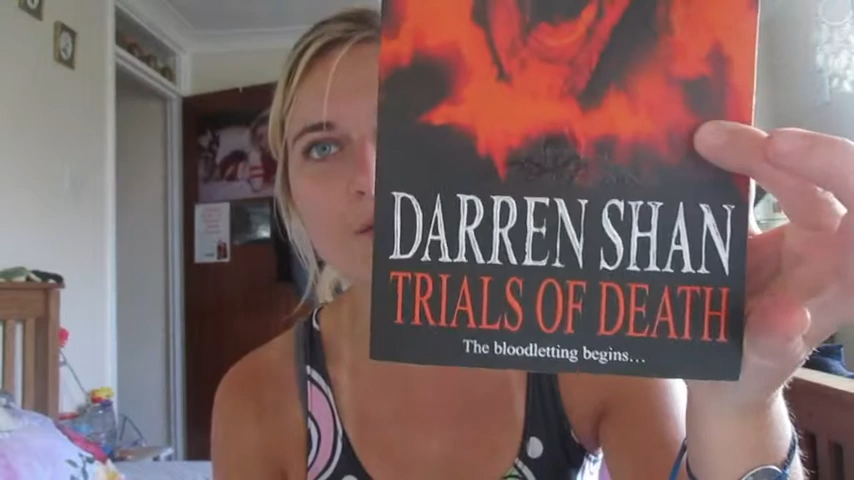 DARREN SHAN
TRIALS OF DEATH
The bloodletting begins...